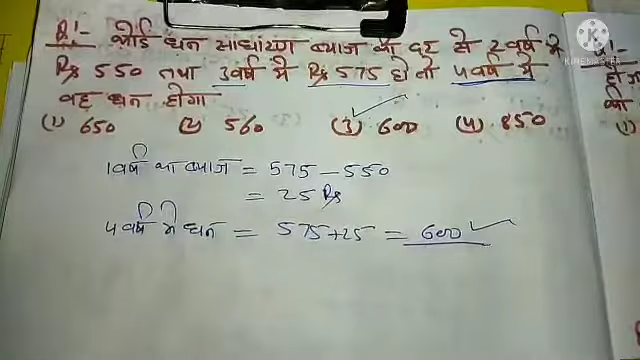 Q!- कोई धन साधारण ब्याज की दर से 2 वर्ष में
Rs 550 तथा 3 वर्ष में Rs 575 हो तो 4 वर्ष में
वह धन होगा
(1) 650 (2) 560 (3) 600 (4) 850
1 वर्ष का ब्याज = 575 - 550
= 25 Rs
4 वर्ष में धन = 575+25 = 600
KINEMASTER